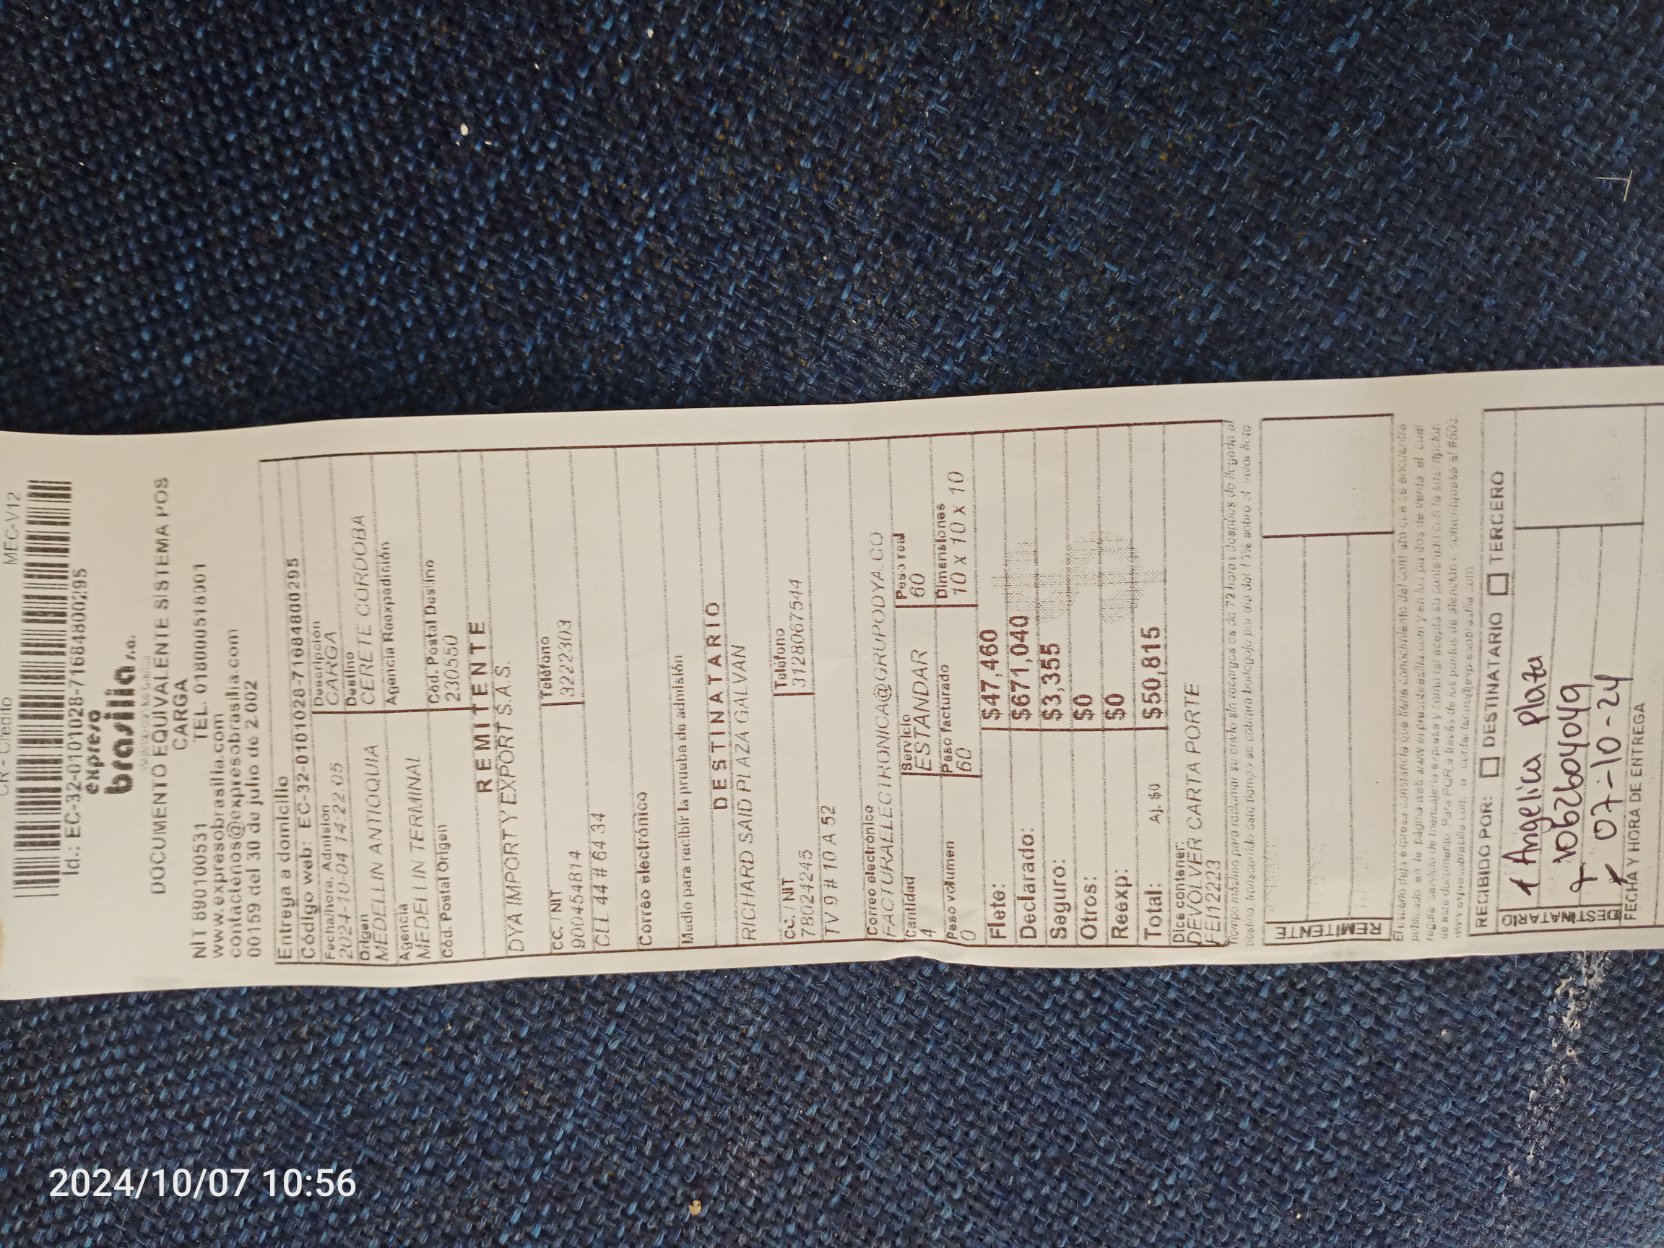 CR - Crédito MEC-V12
Id.: EC-32-0101028-71684800295
expreso
brasilia s.a.
DOCUMENTO EQUIVALENTE SISTEMA POS
CARGA
NIT 890100531 TEL. 018000518001
www.expresobrasilia.com
contactenos@expresobrasilia.com
00159 del 30 de julio de 2.002
Entrega a domicilio
Código web: EC-32-0101028-71684800295
Fecha/hora. Admisión Descripción
2024-10-04 14:22:05 CARGA
Origen Destino
MEDELLIN ANTIOQUIA CERETE CORDOBA
Agencia Agencia Reexpedición
MEDELLIN TERMINAL
Cód. Postal Origen Cód. Postal Destino
230550
REMITENTE
DYA IMPORT Y EXPORT S.A.S.
CC. / NIT Teléfono
900454814 3222303
CLL 44 # 64 34
Correo electrónico
Medio para recibir la prueba de admisión
DESTINATARIO
RICHARD SAID PLAZA GALVAN
CC. / NIT Teléfono
78024245 3128067544
TV 9 # 10 A 52
Correo electrónico
FACTURAELECTRONICA@GRUPODYA.CO
Cantidad Servicio Peso real
4 ESTANDAR 60
Peso volumen Peso facturado Dimensiones
0 60 10 x 10 x 10
Flete: $47,460
Declarado: $671,040
Seguro: $3,355
Otros: $0
Reexp: $0
Total: Aj. $0 $50,815
Dice contener:
DEVOLVER CARTA PORTE
FEI12223
REMITENTE
RECIBIDO POR: DESTINATARIO TERCERO
Angelica Plata
1062604049
07-10-24
DESTINATARIO
FECHA Y HORA DE ENTREGA
2024/10/07 10:56